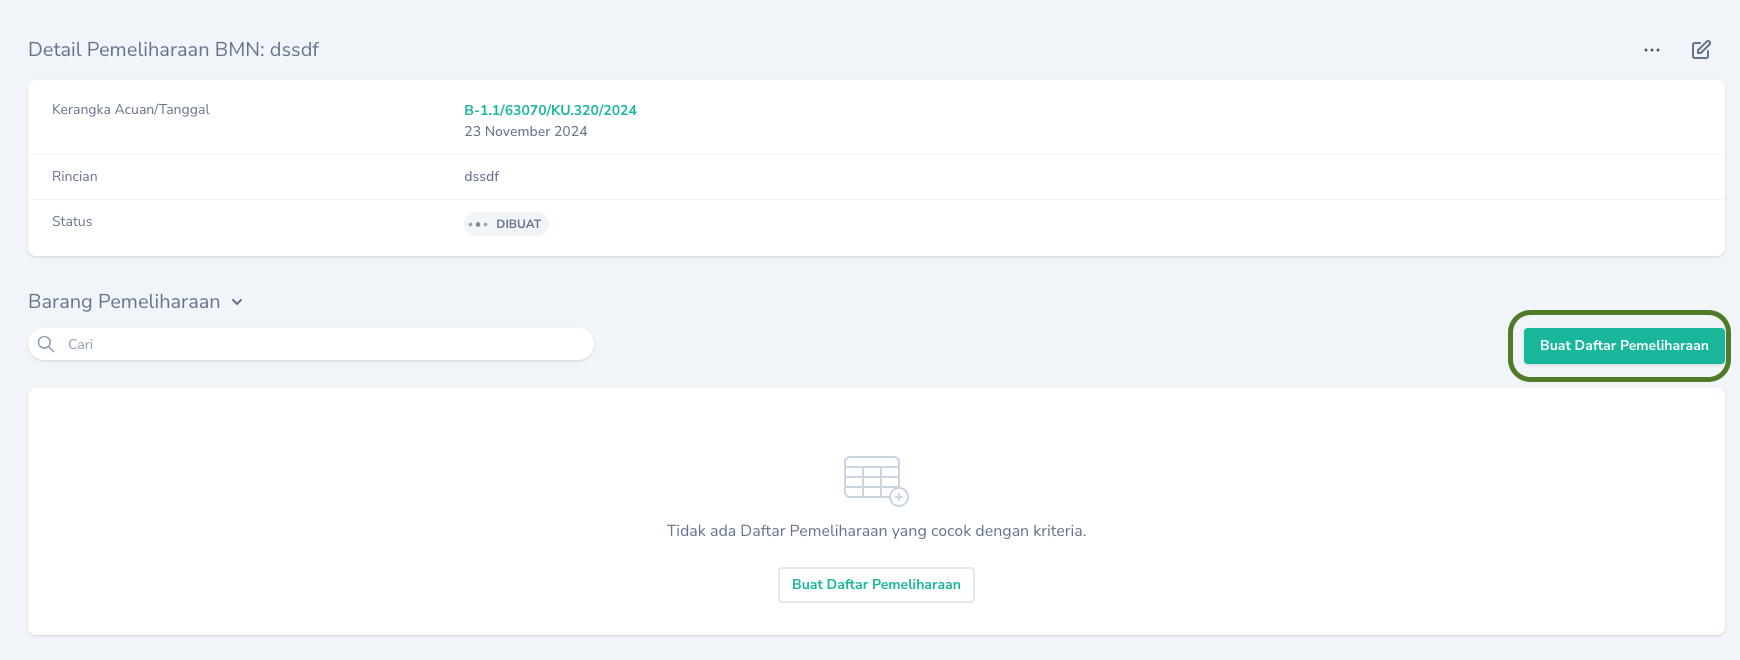 Detail Pemeliharaan BMN: dssdf
Kerangka Acuan/Tanggal
B-1.1/63070/KU.320/2024
23 November 2024
Rincian
dssdf
Status
DIBUAT
Barang Pemeliharaan
Cari
Buat Daftar Pemeliharaan
Tidak ada Daftar Pemeliharaan yang cocok dengan kriteria.
Buat Daftar Pemeliharaan